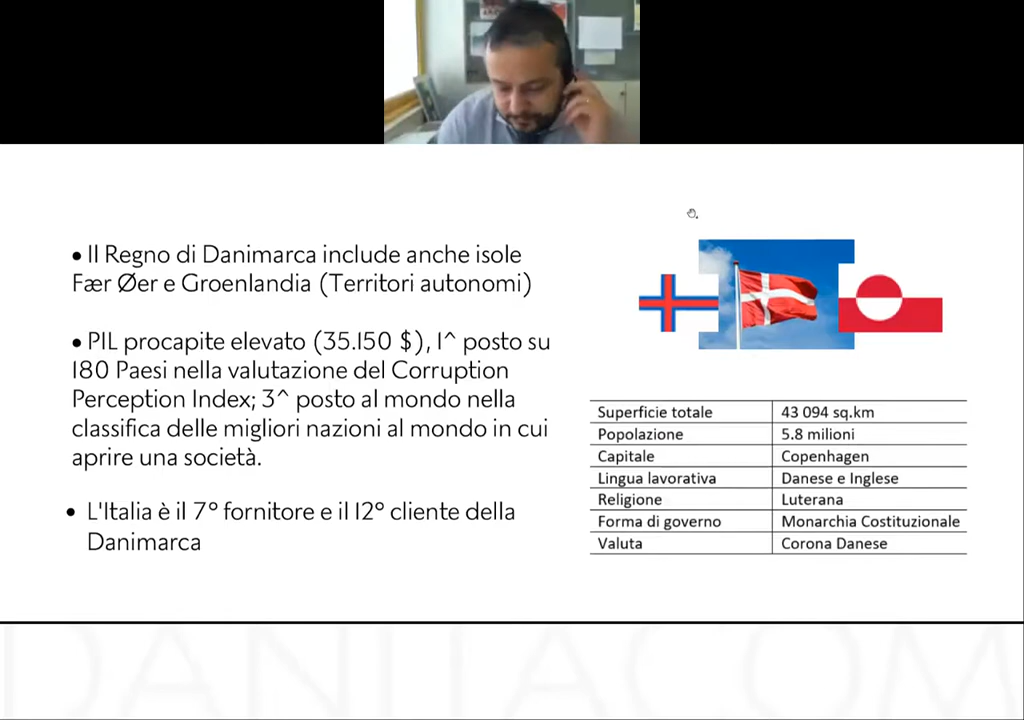 • Il Regno di Danimarca include anche isole
Fær Øer e Groenlandia (Territori autonomi)
• PIL procapite elevato (35.150 $), 1^ posto su
180 Paesi nella valutazione del Corruption
Perception Index; 3^ posto al mondo nella
classifica delle migliori nazioni al mondo in cui
aprire una società.
• L'Italia è il 7° fornitore e il 12° cliente della
Danimarca
Superficie totale 43 094 sq.km
Popolazione 5.8 milioni
Capitale Copenhagen
Lingua lavorativa Danese e Inglese
Religione Luterana
Forma di governo Monarchia Costituzionale
Valuta Corona Danese
DANITACOM